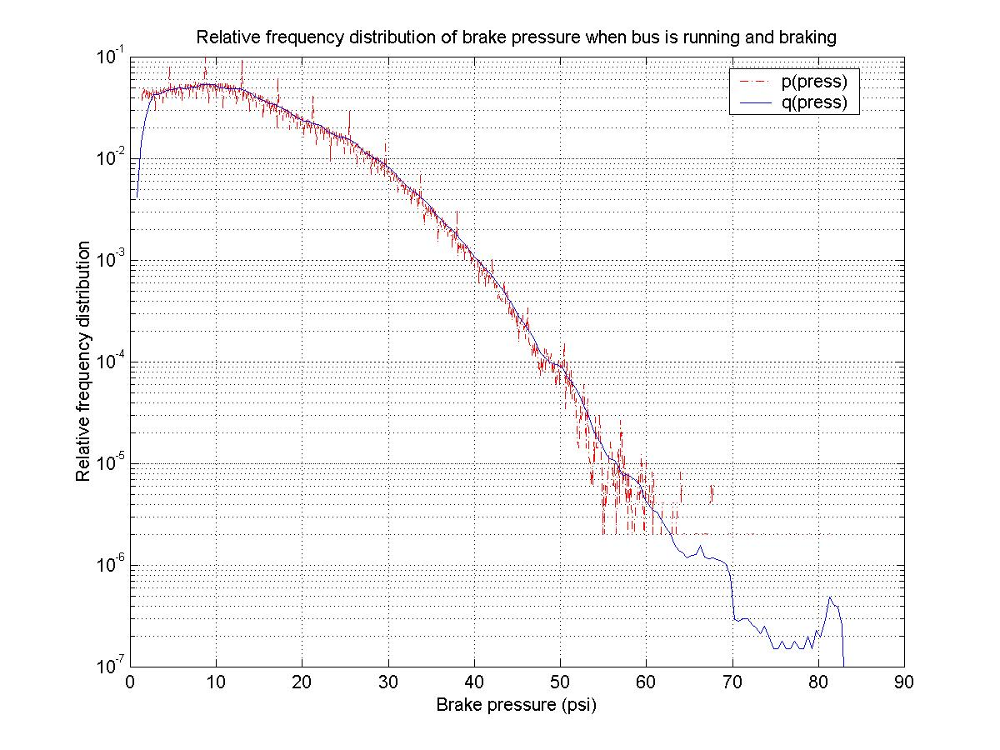 Relative frequency distribution of brake pressure when bus is running and braking
p(press)
q(press)
10^-1
10^-2
10^-3
10^-4
10^-5
10^-6
10^-7
Relative frequency distribution
0 10 20 30 40 50 60 70 80 90
Brake pressure (psi)